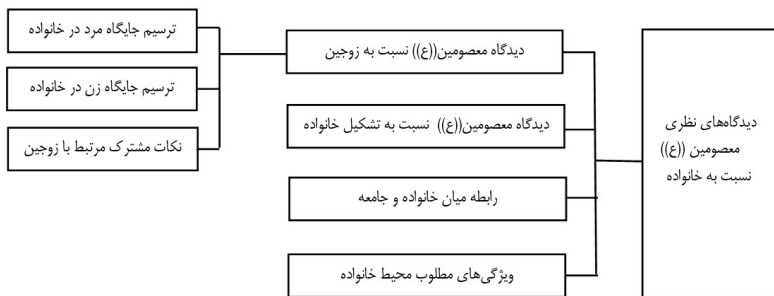 دیدگاه‌های نظری
معصومین ((ع))
نسبت به خانواده
دیدگاه معصومین((ع)) نسبت به زوجین
دیدگاه معصومین((ع)) نسبت به تشکیل خانواده
رابطه میان خانواده و جامعه
ویژگی‌های مطلوب محیط خانواده
ترسیم جایگاه مرد در خانواده
ترسیم جایگاه زن در خانواده
نکات مشترک مرتبط با زوجین